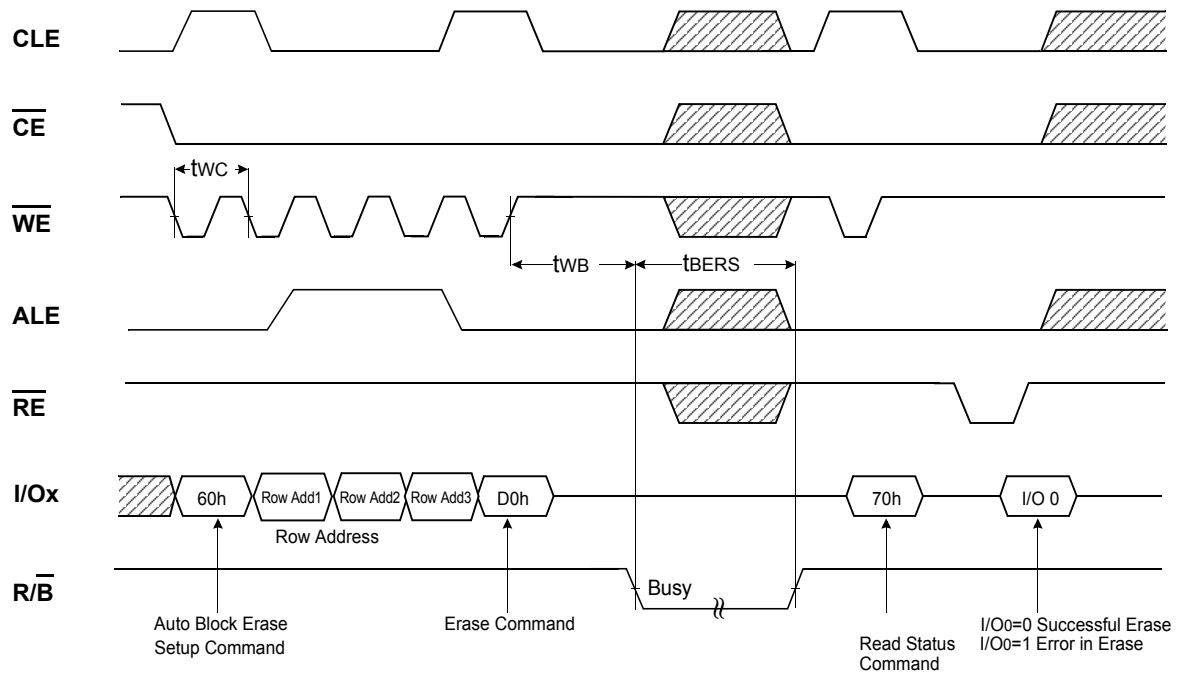 CLE
CE
tWC
WE
tWB
tBERS
ALE
RE
I/Ox
60h
Row Add1
Row Add2
Row Add3
D0h
70h
I/O 0
Row Address
R/B
Busy
Auto Block Erase
Setup Command
Erase Command
Read Status
Command
I/O0=0 Successful Erase
I/O0=1 Error in Erase